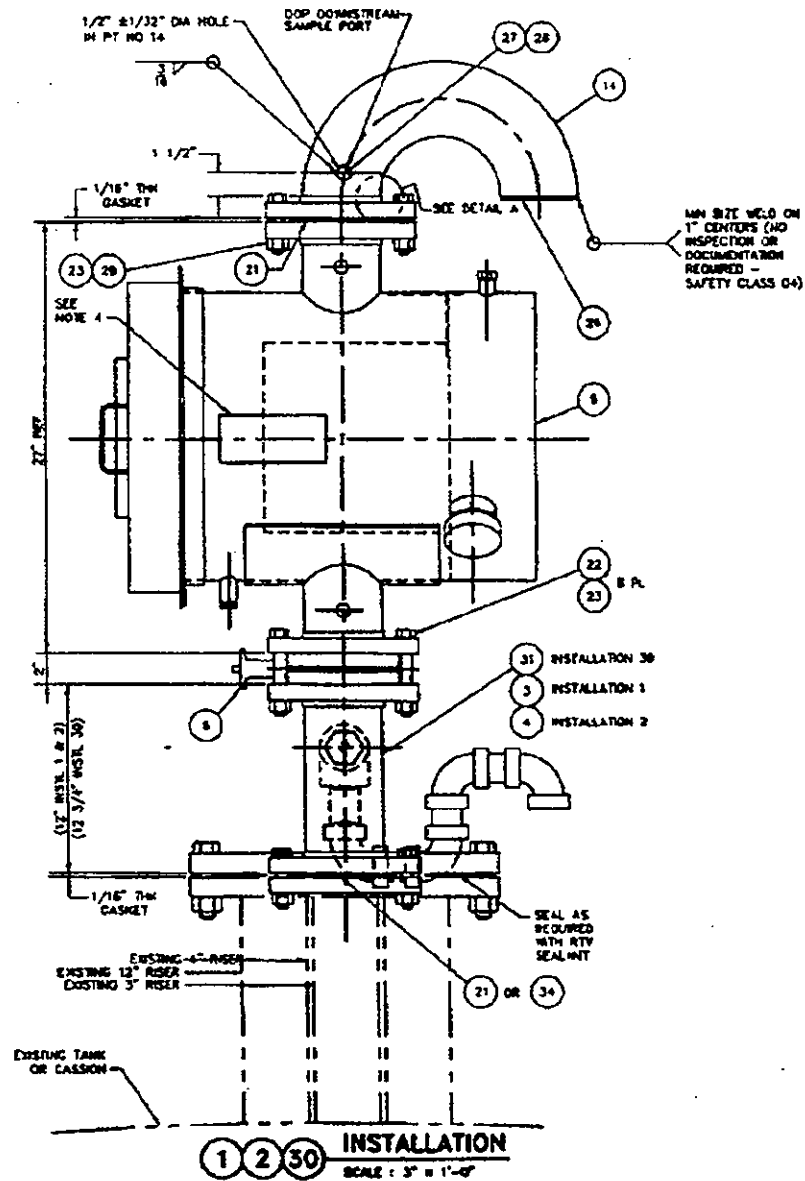 1/2" ±1/32" DIA HOLE
IN PT NO 14
DOP DOWNSTREAM
SAMPLE PORT
27 28
14
3
16
1 1/2"
1/16" THK
GASKET
SEE DETAIL A
MIN SIZE WELD ON
1" CENTERS (NO
INSPECTION OR
DOCUMENTATION
REQUIRED -
SAFETY CLASS 04)
23 29
21
SEE
NOTE 4
27" REF
22
23
8 PL
2"
31 INSTALLATION 30
3 INSTALLATION 1
4 INSTALLATION 2
(12" INSTL 1 & 2)
(12 3/4" INSTL 30)
1/16" THK
GASKET
SEAL AS
REQUIRED
WITH RTV
SEALANT
EXISTING 4" RISER
EXISTING 12" RISER
EXISTING 3" RISER
21 OR 34
EXISTING TANK
OR CASSION
1 2 30 INSTALLATION
SCALE : 3" = 1'-0"